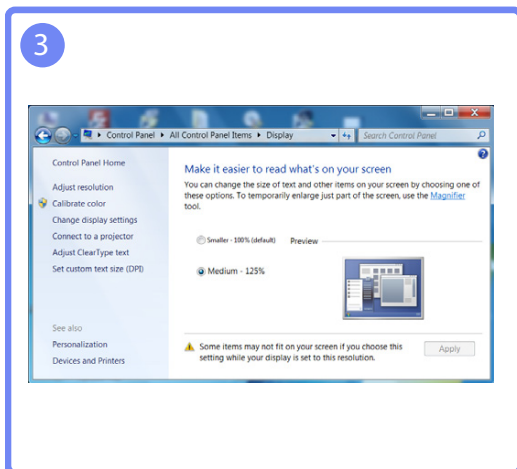 3
Control Panel ▸ All Control Panel Items ▸ Display
Search Control Panel
Control Panel Home
Adjust resolution
Calibrate color
Change display settings
Connect to a projector
Adjust ClearType text
Set custom text size (DPI)
See also
Personalization
Devices and Printers
Make it easier to read what's on your screen
You can change the size of text and other items on your screen by choosing one of
these options. To temporarily enlarge just part of the screen, use the Magnifier
tool.
Smaller - 100% (default)
Preview
Medium - 125%
Some items may not fit on your screen if you choose this
setting while your display is set to this resolution.
Apply